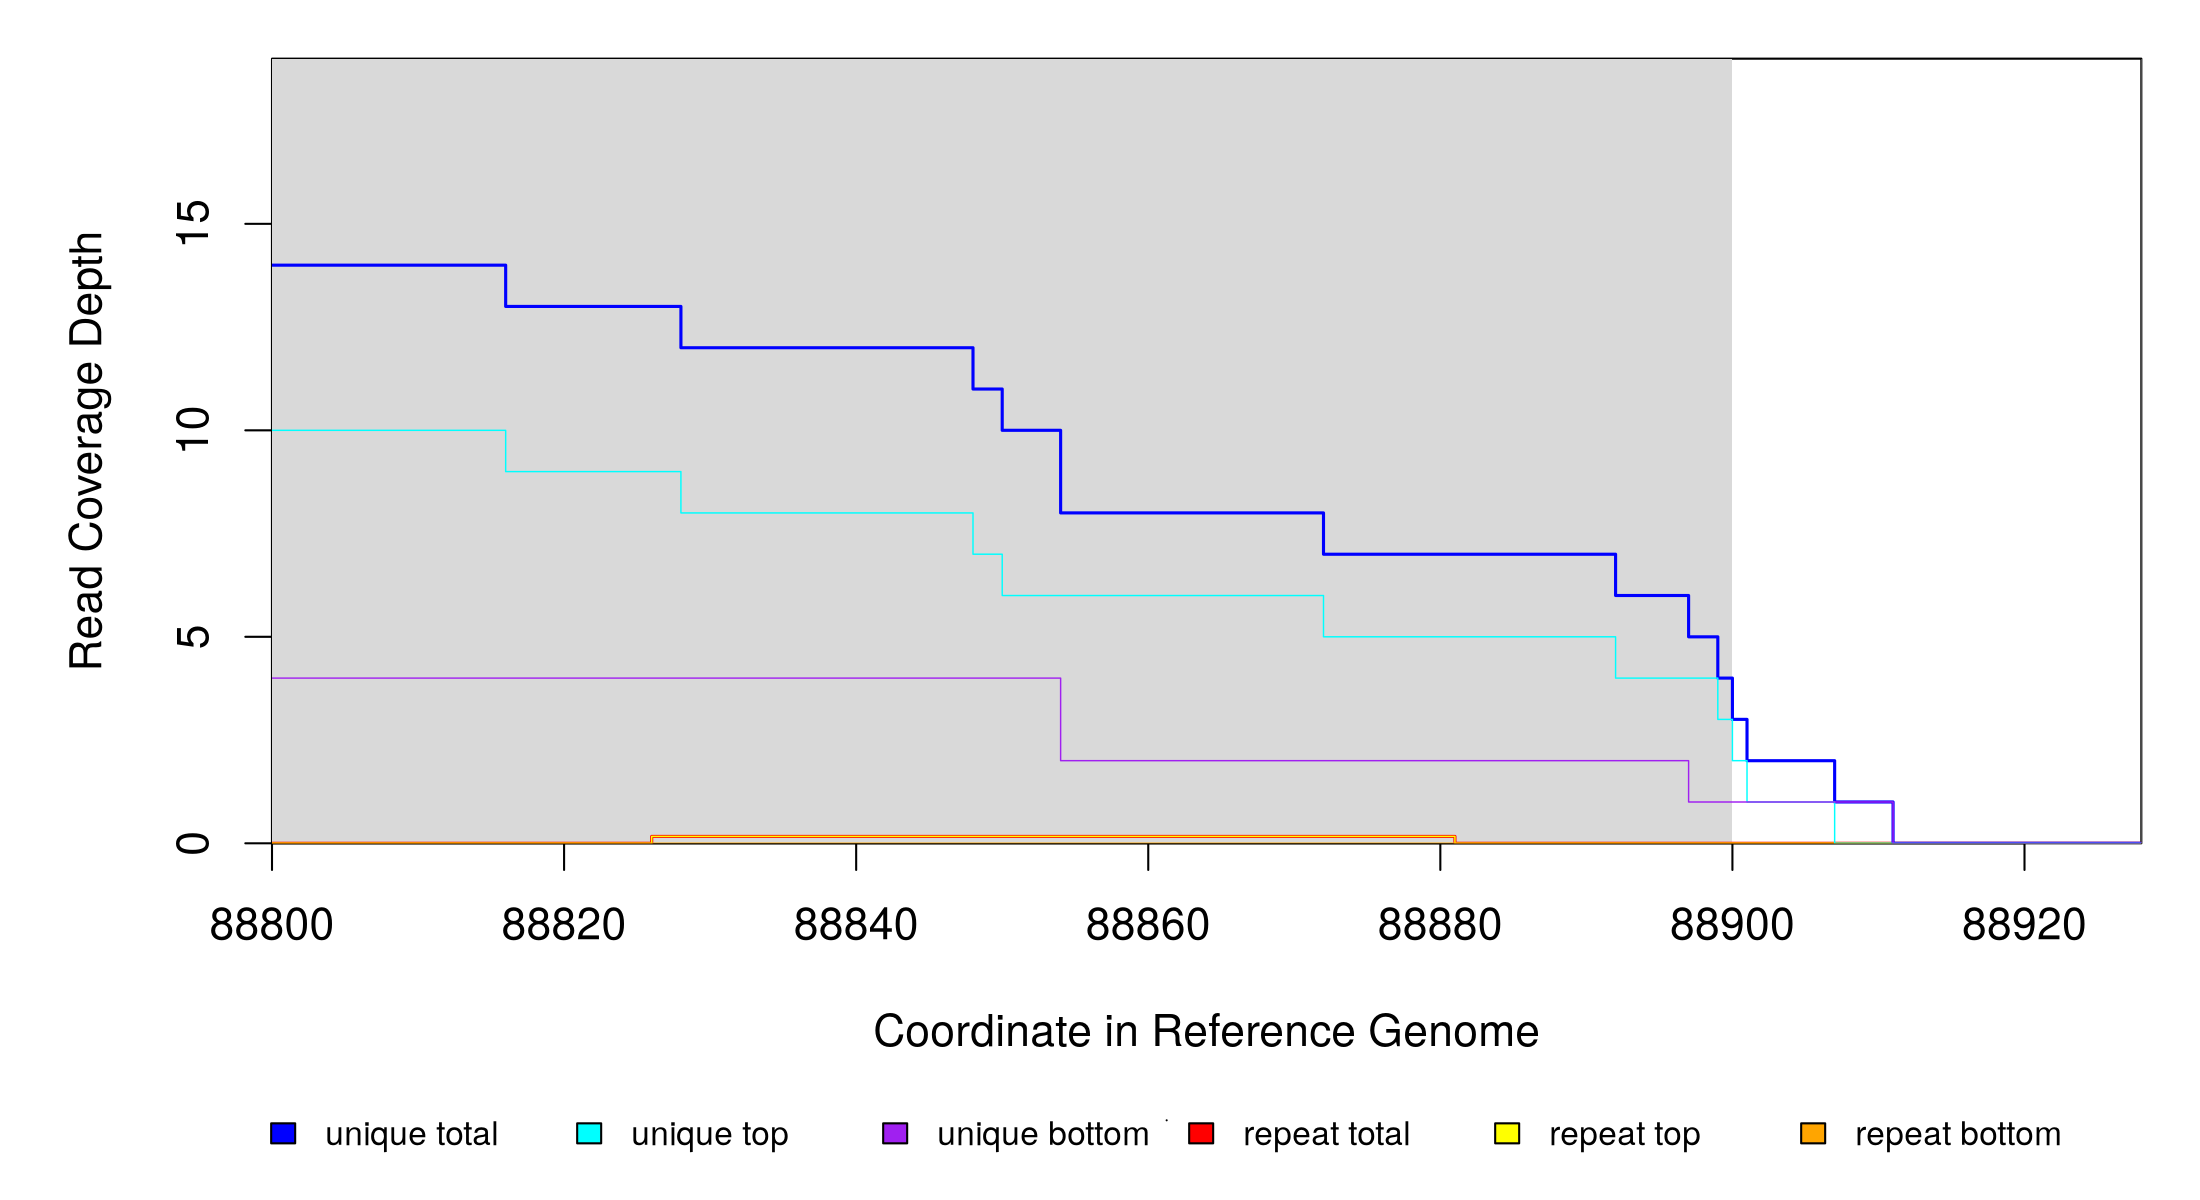 Read Coverage Depth
15
10
5
0
88800 88820 88840 88860 88880 88900 88920
Coordinate in Reference Genome
unique total unique top unique bottom repeat total repeat top repeat bottom